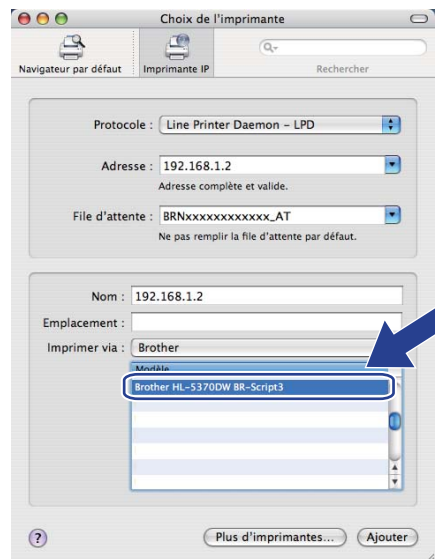 Choix de l'imprimante
Navigateur par défaut
Imprimante IP
Rechercher
Protocole : Line Printer Daemon – LPD
Adresse : 192.168.1.2
Adresse complète et valide.
File d'attente : BRNxxxxxxxxxxxx_AT
Ne pas remplir la file d'attente par défaut.
Nom : 192.168.1.2
Emplacement :
Imprimer via : Brother
Modèle
Brother HL-5370DW BR-Script3
? Plus d'imprimantes... Ajouter